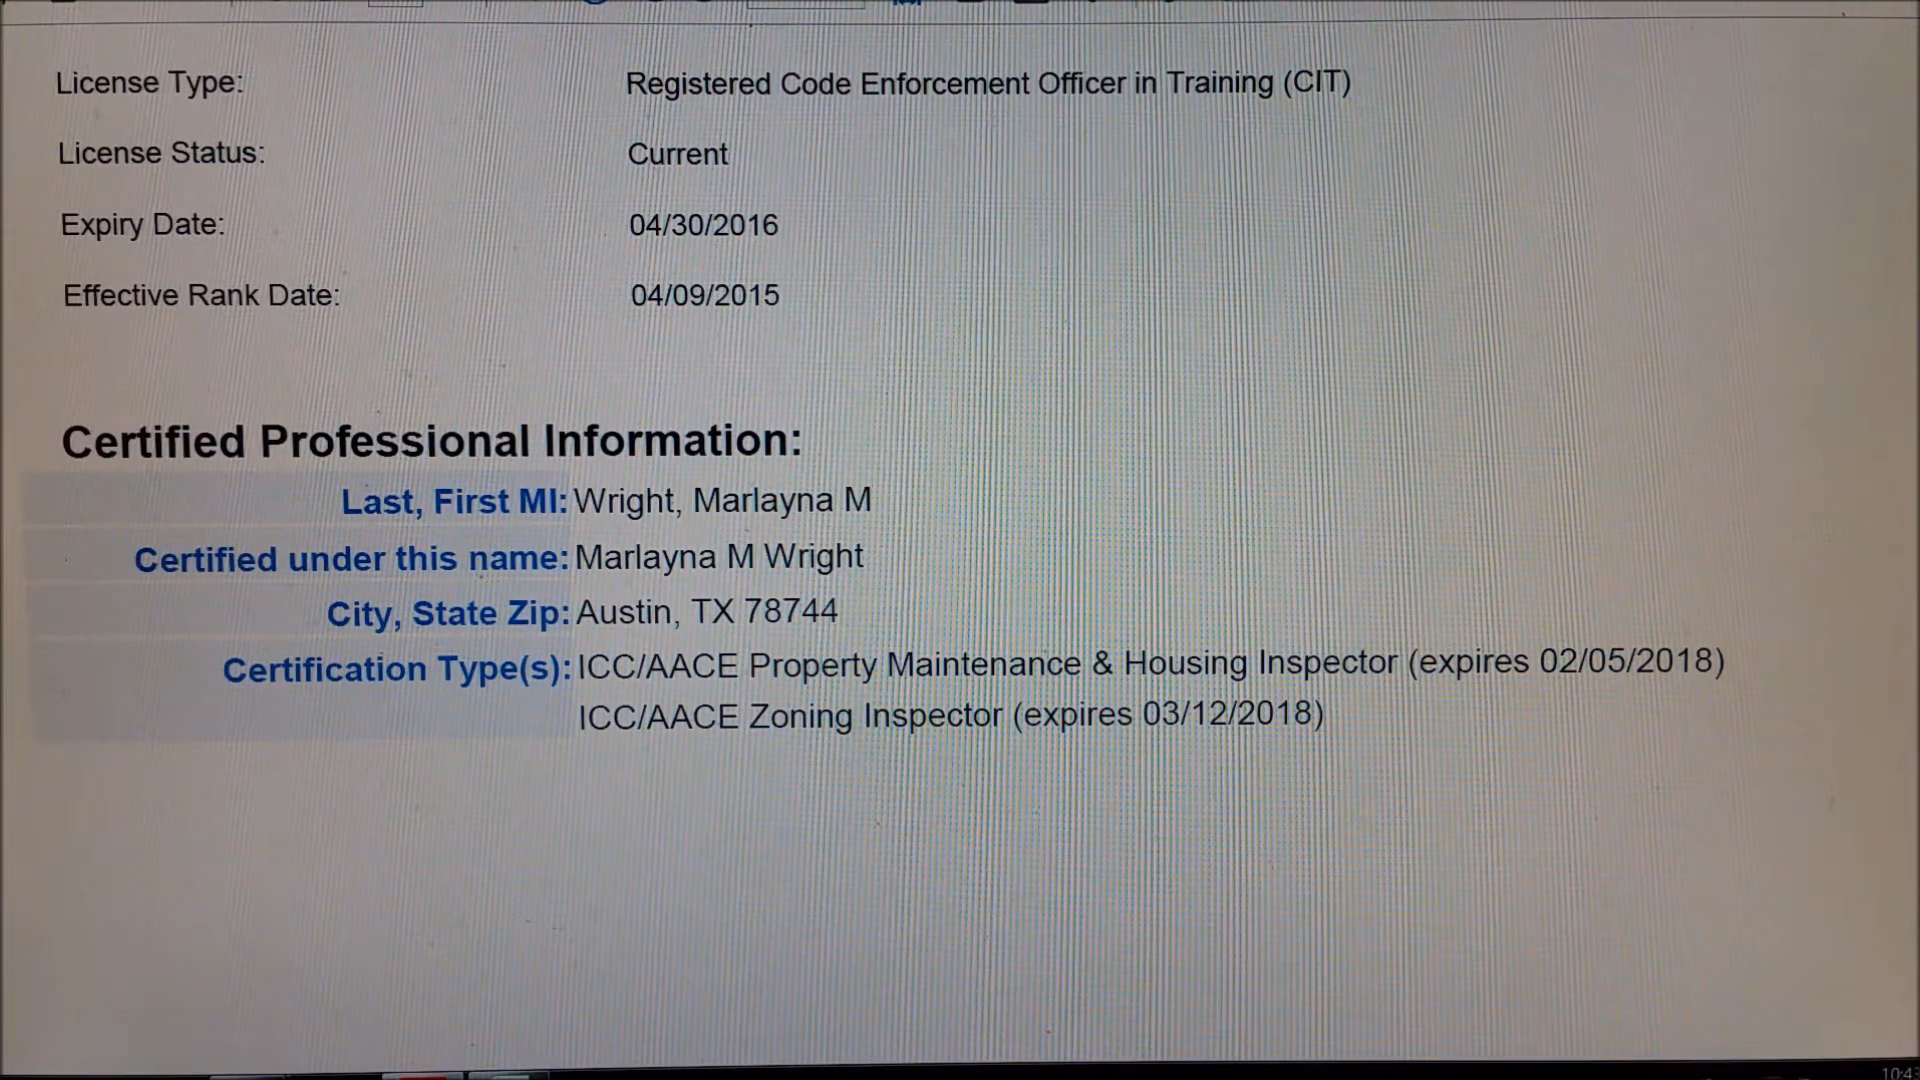 License Type: Registered Code Enforcement Officer in Training (CIT)
License Status: Current
Expiry Date: 04/30/2016
Effective Rank Date: 04/09/2015
Certified Professional Information:
Last, First MI: Wright, Marlayna M
Certified under this name: Marlayna M Wright
City, State Zip: Austin, TX 78744
Certification Type(s): ICC/AACE Property Maintenance & Housing Inspector (expires 02/05/2018)
ICC/AACE Zoning Inspector (expires 03/12/2018)